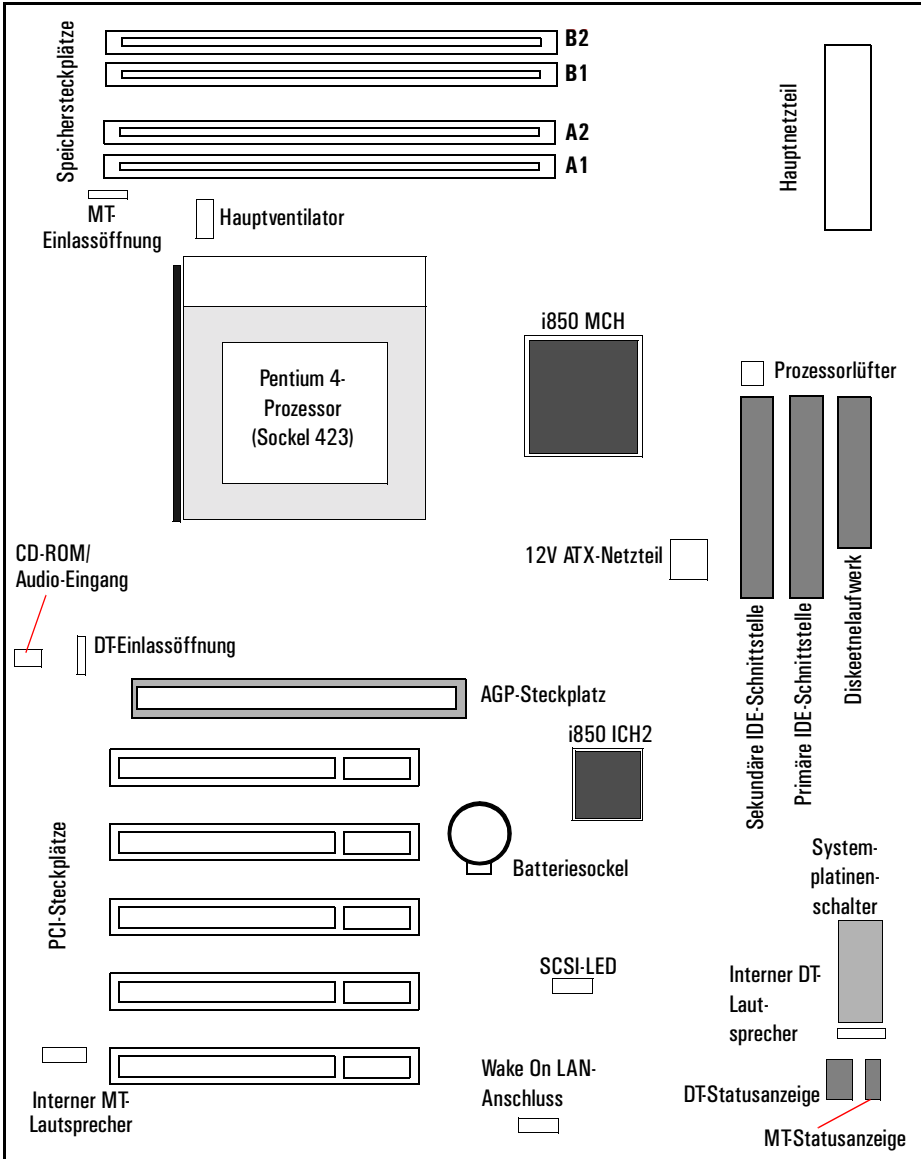 Speichersteckplätze
B2
B1
A2
A1
Hauptnetzteil
MT-
Einlassöffnung
Hauptventilator
i850 MCH
Pentium 4-
Prozessor
(Sockel 423)
Prozessorlüfter
12V ATX-Netzteil
CD-ROM/
Audio-Eingang
DT-Einlassöffnung
Sekundäre IDE-Schnittstelle
Primäre IDE-Schnittstelle
Disketnelaufwerk
AGP-Steckplatz
i850 ICH2
PCI-Steckplätze
Batteriesockel
System-
platinen-
schalter
SCSI-LED
Interner DT-
Laut-
sprecher
Interner MT-
Lautsprecher
Wake On LAN-
Anschluss
DT-Statusanzeige
MT-Statusanzeige